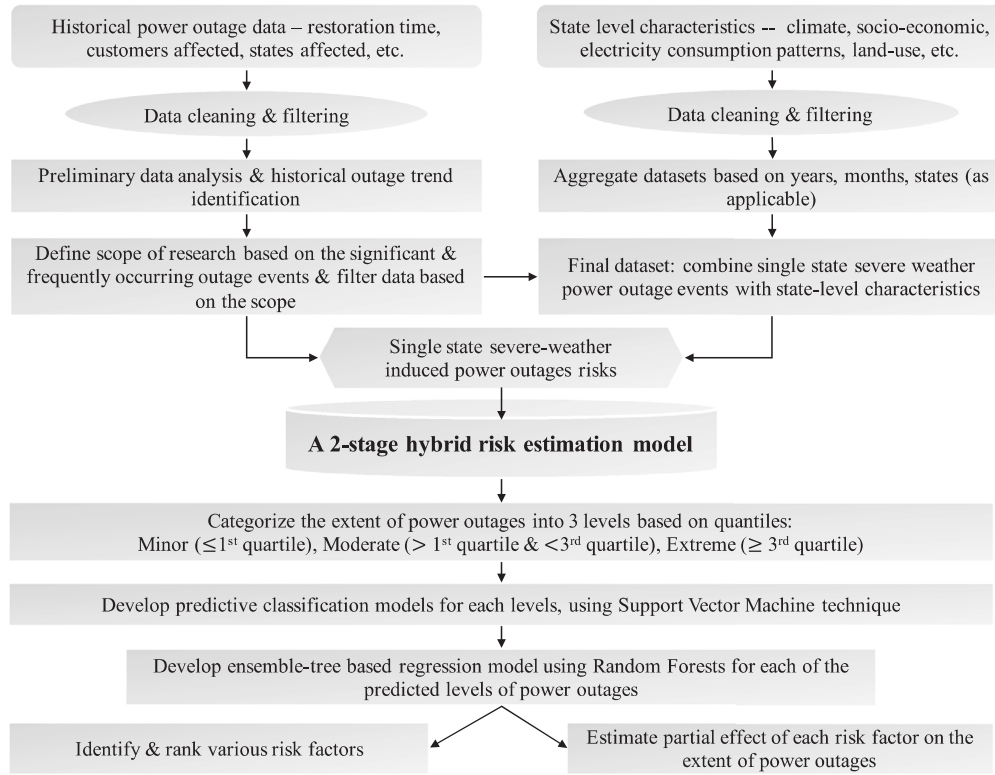 Historical power outage data – restoration time,
customers affected, states affected, etc.
State level characteristics -- climate, socio-economic,
electricity consumption patterns, land-use, etc.
Data cleaning & filtering
Data cleaning & filtering
Preliminary data analysis & historical outage trend
identification
Aggregate datasets based on years, months, states (as
applicable)
Define scope of research based on the significant &
frequently occurring outage events & filter data based
on the scope
Final dataset: combine single state severe weather
power outage events with state-level characteristics
Single state severe-weather
induced power outages risks
A 2-stage hybrid risk estimation model
Categorize the extent of power outages into 3 levels based on quantiles:
Minor (≤1st quartile), Moderate (> 1st quartile & <3rd quartile), Extreme (≥ 3rd quartile)
Develop predictive classification models for each levels, using Support Vector Machine technique
Develop ensemble-tree based regression model using Random Forests for each of the
predicted levels of power outages
Identify & rank various risk factors
Estimate partial effect of each risk factor on the
extent of power outages